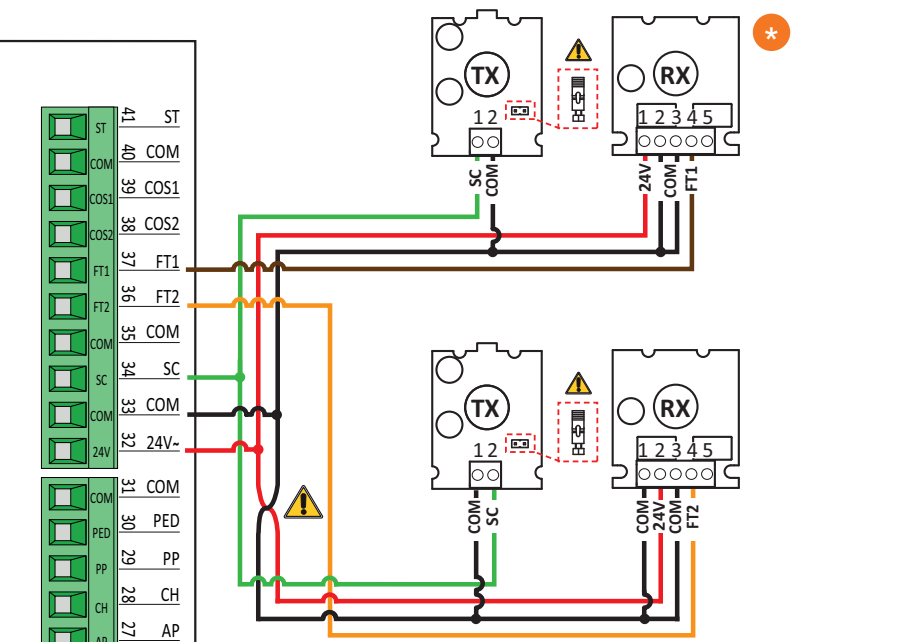 *
TX
RX
1 2
1 2 3 4 5
SC
COM
24V
COM
FT1
ST 41 ST
COM 40 COM
COS1 39 COS1
COS2 38 COS2
FT1 37 FT1
FT2 36 FT2
COM 35 COM
SC 34 SC
COM 33 COM
24V 32 24V~
COM 31 COM
PED 30 PED
PP 29 PP
CH 28 CH
AP 27 AP
TX
RX
1 2
1 2 3 4 5
COM
SC
COM
24V
COM
FT2